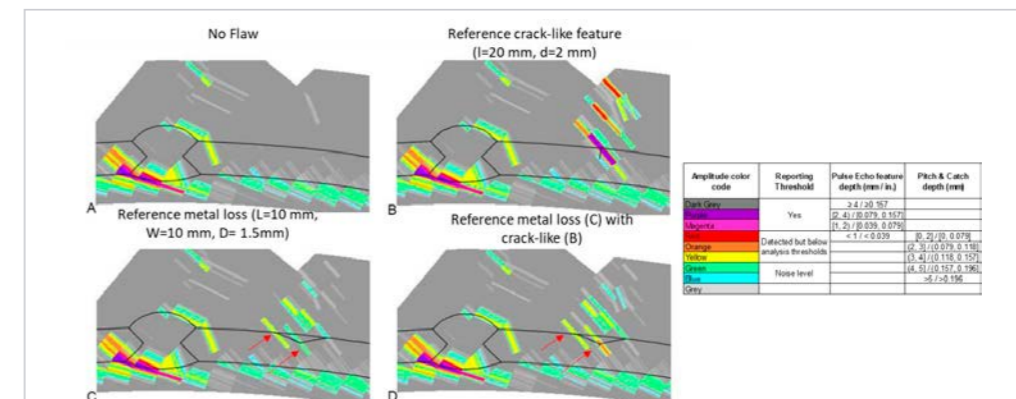 No Flaw
Reference crack-like feature
(l=20 mm, d=2 mm)
A
B
Reference metal loss (L=10 mm,
W=10 mm, D= 1.5mm)
Reference metal loss (C) with
crack-like (B)
C
D
Amplitude color code Reporting Threshold Pulse Echo feature depth (mm / in.) Pitch & Catch depth (mm)
Dark Grey Yes ≥ 4 / ≥0.157
Purple [2, 4) / [0.079, 0.157)
Magenta [1, 2) / [0.039, 0.079)
Red Detected but below analysis thresholds < 1 / < 0.039 [0, 2] / [0, 0.079]
Orange (2, 3] / (0.079, 0.118]
Yellow (3, 4] / (0.118, 0.157]
Green Noise level (4, 5] / (0.157, 0.196]
Blue >5 / >0.196
Grey